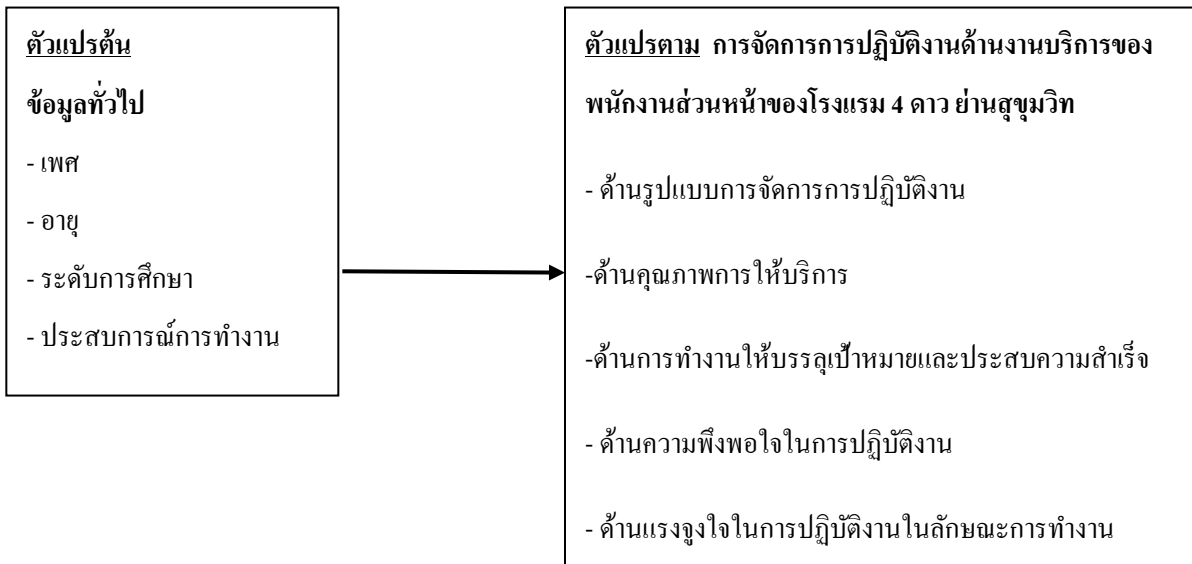 ตัวแปรต้น
ข้อมูลทั่วไป
- เพศ
- อายุ
- ระดับการศึกษา
- ประสบการณ์การทำงาน
ตัวแปรตาม การจัดการการปฏิบัติงานด้านงานบริการของ
พนักงานส่วนหน้าของโรงแรม 4 ดาว ย่านสุขุมวิท
- ด้านรูปแบบการจัดการการปฏิบัติงาน
-ด้านคุณภาพการให้บริการ
-ด้านการทำงานให้บรรลุเป้าหมายและประสบความสำเร็จ
- ด้านความพึงพอใจในการปฏิบัติงาน
- ด้านแรงจูงใจในการปฏิบัติงานในลักษณะการทำงาน